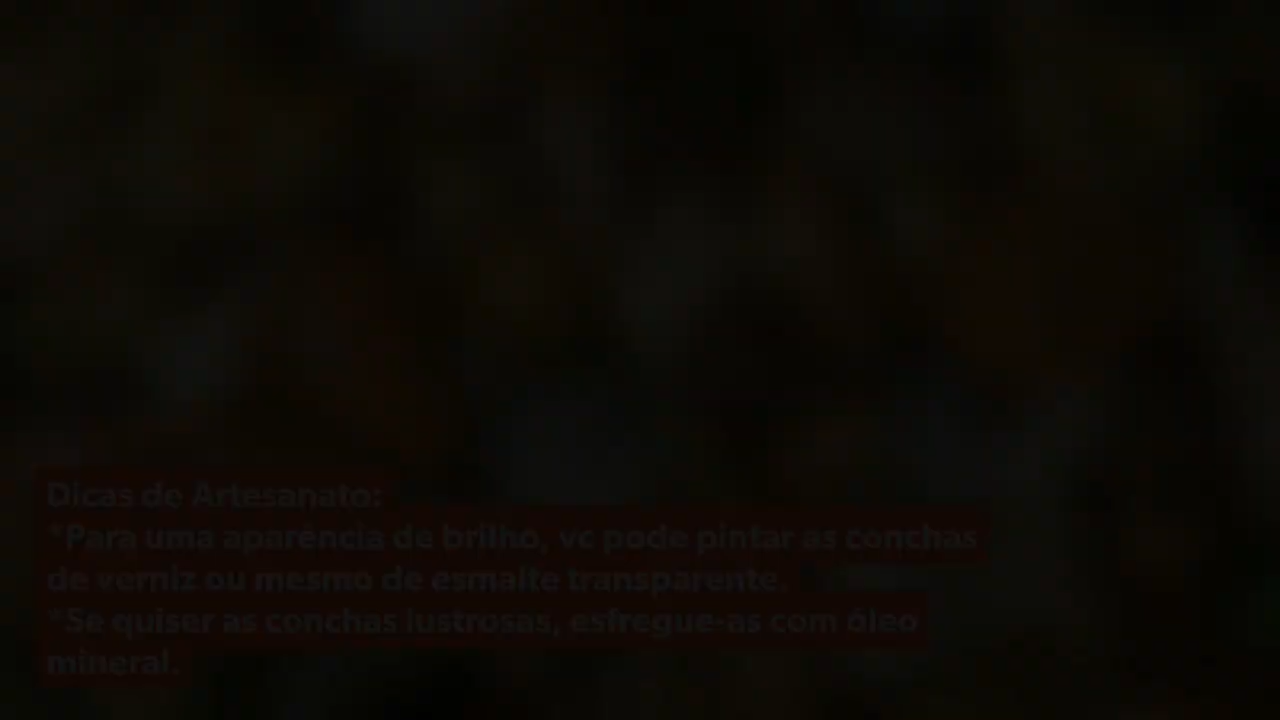 Dicas de Artesanato:
*Para uma aparência de brilho, vc pode pintar as conchas
de verniz ou mesmo de esmalte transparente.
*Se quiser as conchas lustrosas, esfregue-as com óleo
mineral.